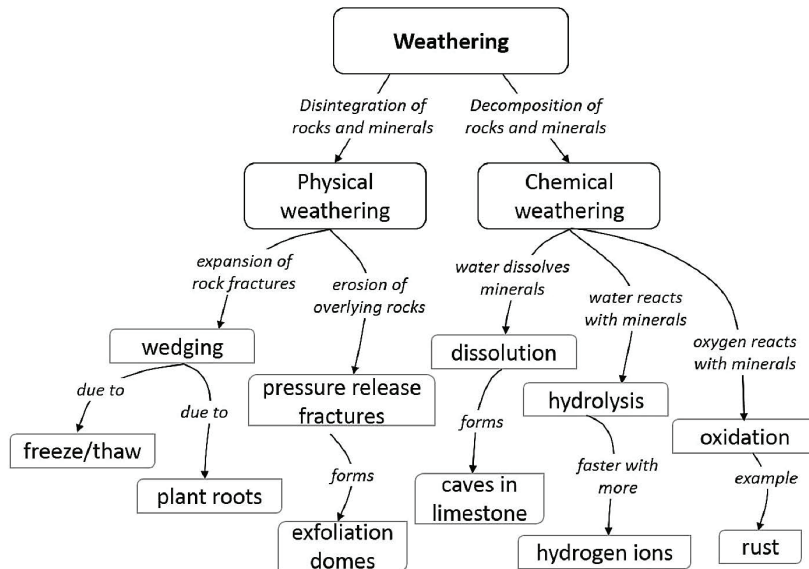 Weathering
Disintegration of
rocks and minerals
Decomposition of
rocks and minerals
Physical
weathering
Chemical
weathering
expansion of
rock fractures
erosion of
overlying rocks
water dissolves
minerals
water reacts
with minerals
oxygen reacts
with minerals
wedging
dissolution
pressure release
fractures
hydrolysis
oxidation
due to
due to
freeze/thaw
plant roots
forms
forms
faster with
more
example
caves in
limestone
exfoliation
domes
hydrogen ions
rust